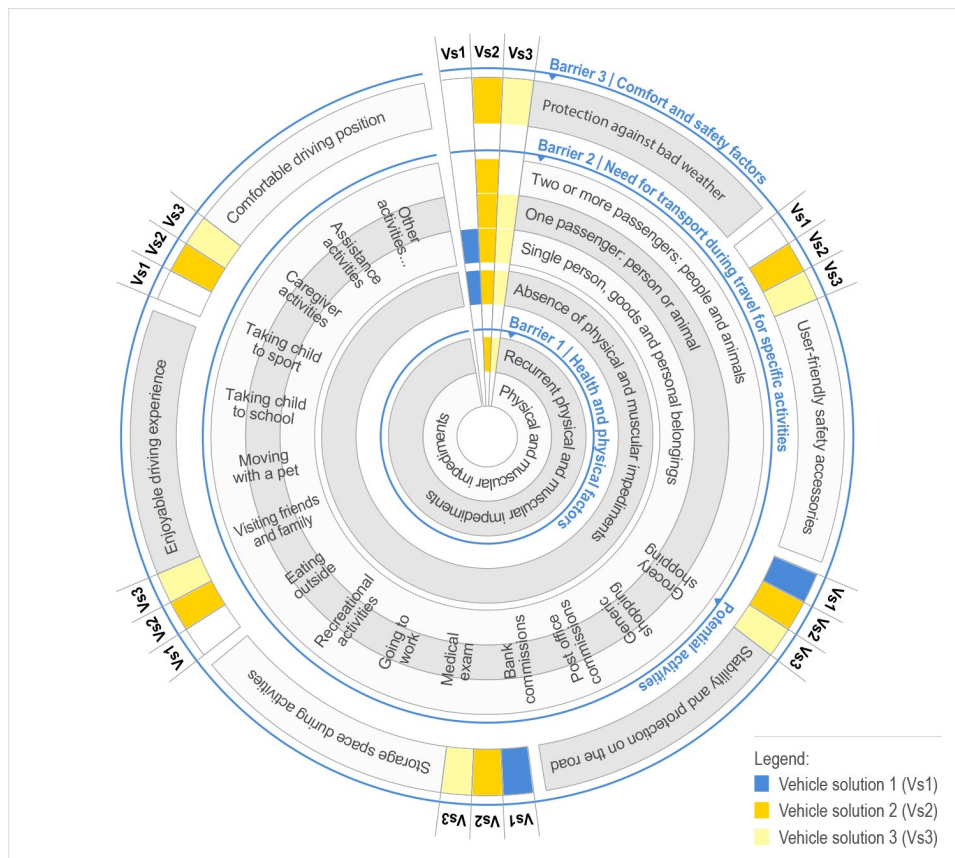 Vs1
Vs2
Vs3
Barrier 3 | Comfort and safety factors
Protection against bad weather
Vs1
Vs2
Vs3
User-friendly safety accessories
Vs1
Vs2
Vs3
Stability and protection on the road
Vs1
Vs2
Vs3
Storage space during activities
Vs1
Vs2
Vs3
Enjoyable driving experience
Vs1
Vs2
Vs3
Comfortable driving position
Barrier 2 | Need for transport during travel for specific activities
Two or more passengers: people and animals
One passenger: person or animal
Single person, goods and personal belongings
Absence of physical and muscular impediments
Barrier 1 | Health and physical factors
Recurrent physical and muscular impediments
Physical and muscular impediments
Potential activities
Grocery
shopping
Generic
shopping
Post office
commissions
Bank
commissions
Medical
exam
Going to
work
Recreational
activities
Eating
outside
Visiting friends
and family
Moving
with a pet
Taking child
to school
Taking child
to sport
Caregiver
activities
Assistance
activities
Other
activities...
Legend:
Vehicle solution 1 (Vs1)
Vehicle solution 2 (Vs2)
Vehicle solution 3 (Vs3)